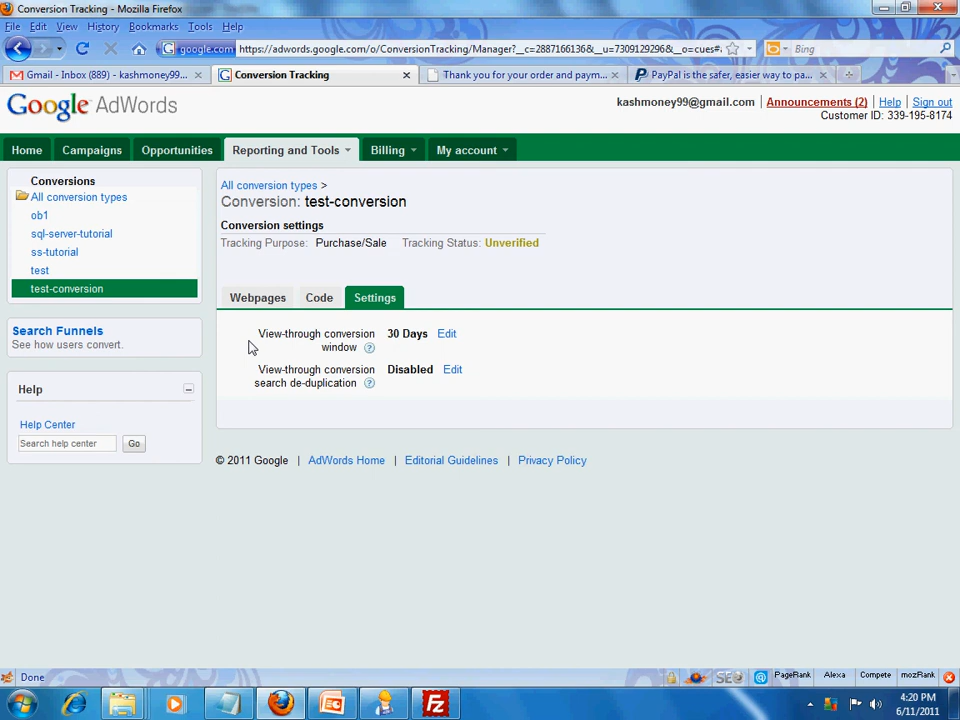 Conversion Tracking - Mozilla Firefox
File Edit View History Bookmarks Tools Help
google.com https://adwords.google.com/o/ConversionTracking/Manager?__c=2887166136&__u=7309129296&__o=cues#
Bing
Gmail - Inbox (889) - kashmoney99...
Conversion Tracking
Thank you for your order and paym...
PayPal is the safer, easier way to pa...
Google AdWords
kashmoney99@gmail.com | Announcements (2) | Help | Sign out
Customer ID: 339-195-8174
Home Campaigns Opportunities Reporting and Tools Billing My account
Conversions
All conversion types
ob1
sql-server-tutorial
ss-tutorial
test
test-conversion
Search Funnels
See how users convert.
Help
Help Center
Search help center Go
All conversion types >
Conversion: test-conversion
Conversion settings
Tracking Purpose: Purchase/Sale Tracking Status: Unverified
Webpages Code Settings
View-through conversion window ? 30 Days Edit
View-through conversion search de-duplication ? Disabled Edit
© 2011 Google | AdWords Home | Editorial Guidelines | Privacy Policy
Done
SEO PageRank Alexa Compete mozRank
4:20 PM
6/11/2011